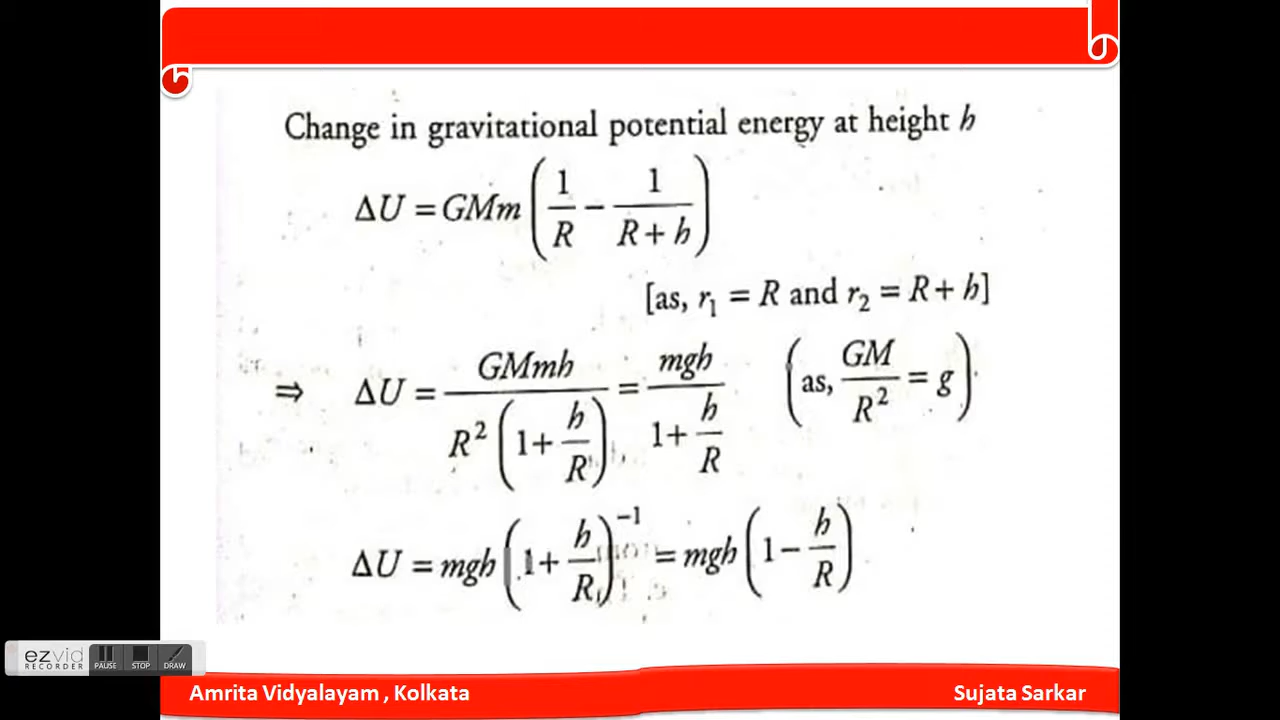 Change in gravitational potential energy at height h
ΔU = GMm (1/R − 1/(R + h))
[as, r₁ = R and r₂ = R + h]
⇒ ΔU = GMmh / (R² (1 + h/R)) = mgh / (1 + h/R) (as, GM/R² = g)
ΔU = mgh (1 + h/R)⁻¹ = mgh (1 − h/R)
ezvid
RECORDER
PAUSE STOP DRAW
Amrita Vidyalayam , Kolkata Sujata Sarkar